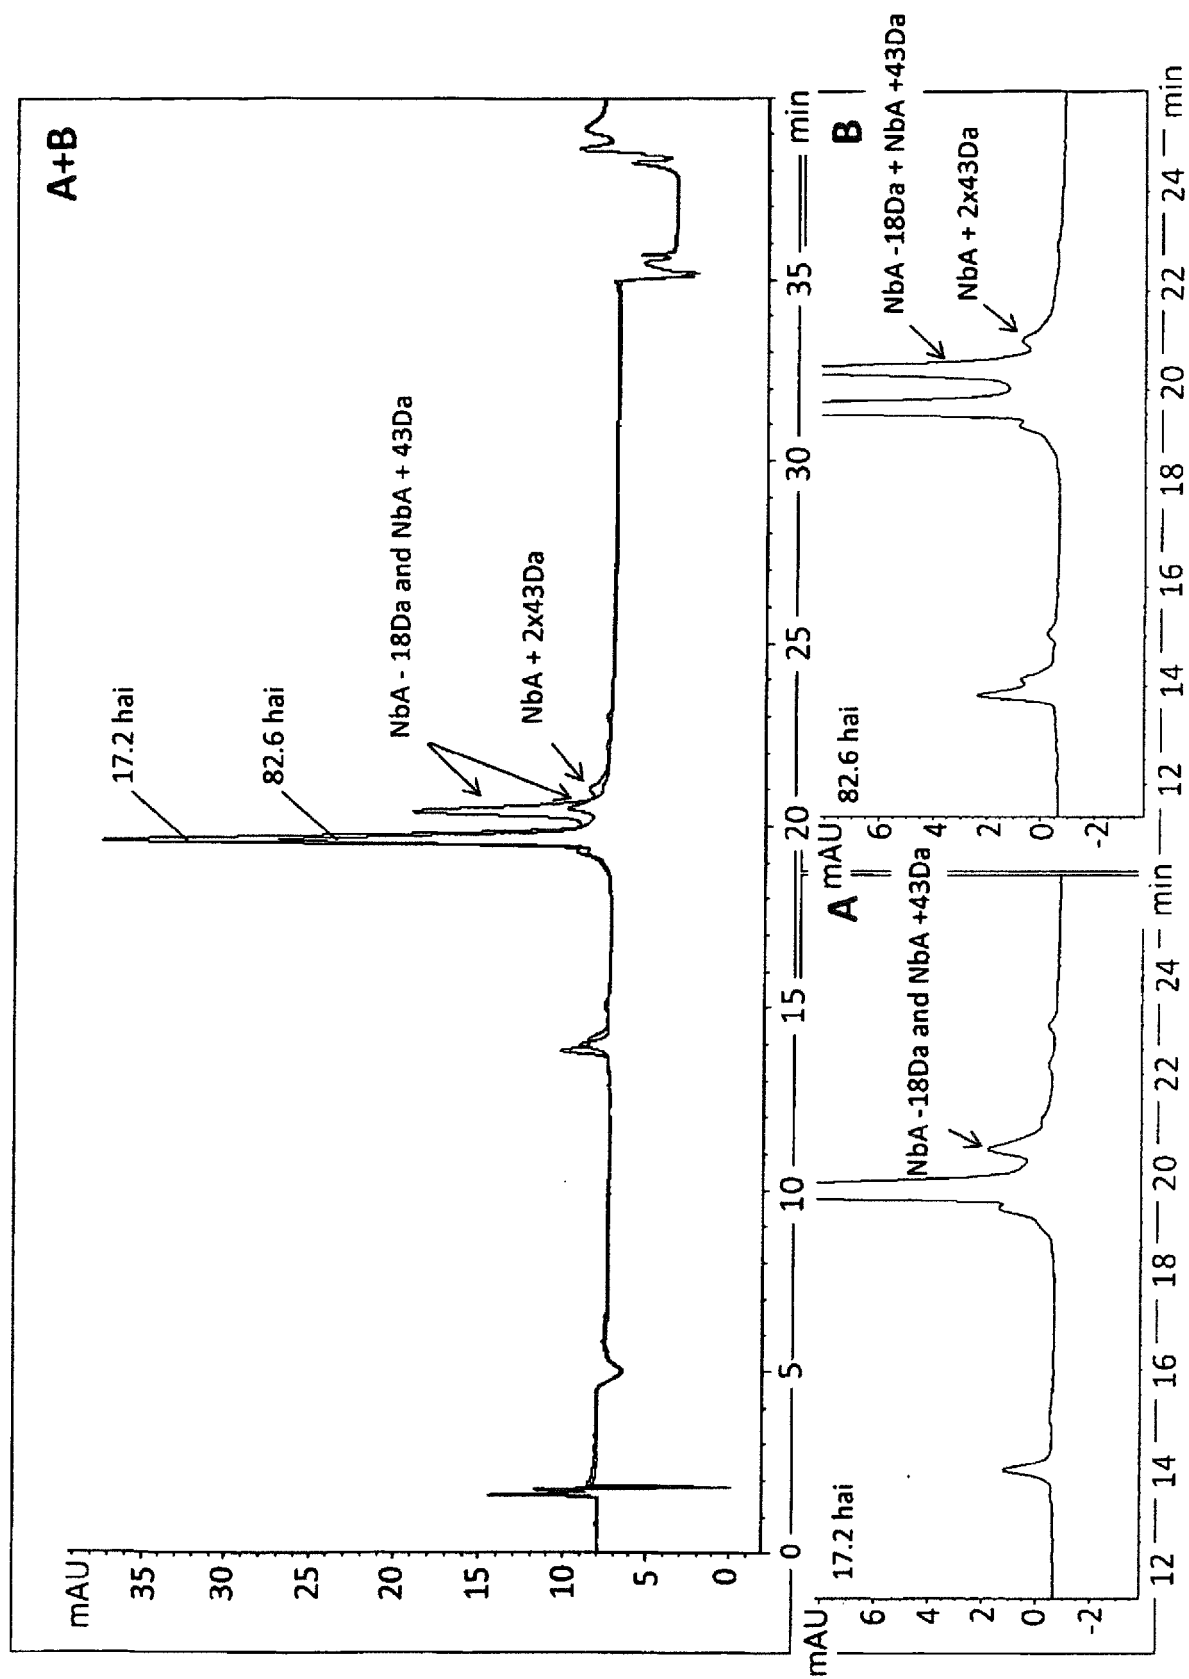 A+B
mAU
35
30
25
20
15
10
5
0
17.2 hai
82.6 hai
NbA - 18Da and NbA + 43Da
NbA + 2x43Da
0
5
10
15
20
25
30
35
min
A
mAU
17.2 hai
6
4
2
0
-2
NbA -18Da and NbA +43Da
12
14
16
18
20
22
24
min
B
mAU
82.6 hai
6
4
2
0
-2
NbA -18Da + NbA +43Da
NbA + 2x43Da
12
14
16
18
20
22
24
min